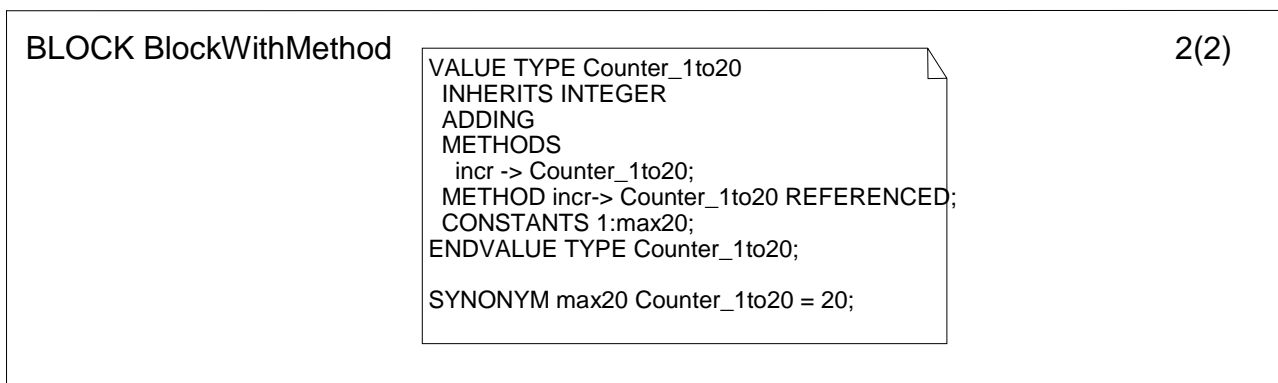 BLOCK BlockWithMethod
2(2)
VALUE TYPE Counter_1to20
INHERITS INTEGER
ADDING
METHODS
incr -> Counter_1to20;
METHOD incr-> Counter_1to20 REFERENCED;
CONSTANTS 1:max20;
ENDVALUE TYPE Counter_1to20;
SYNONYM max20 Counter_1to20 = 20;